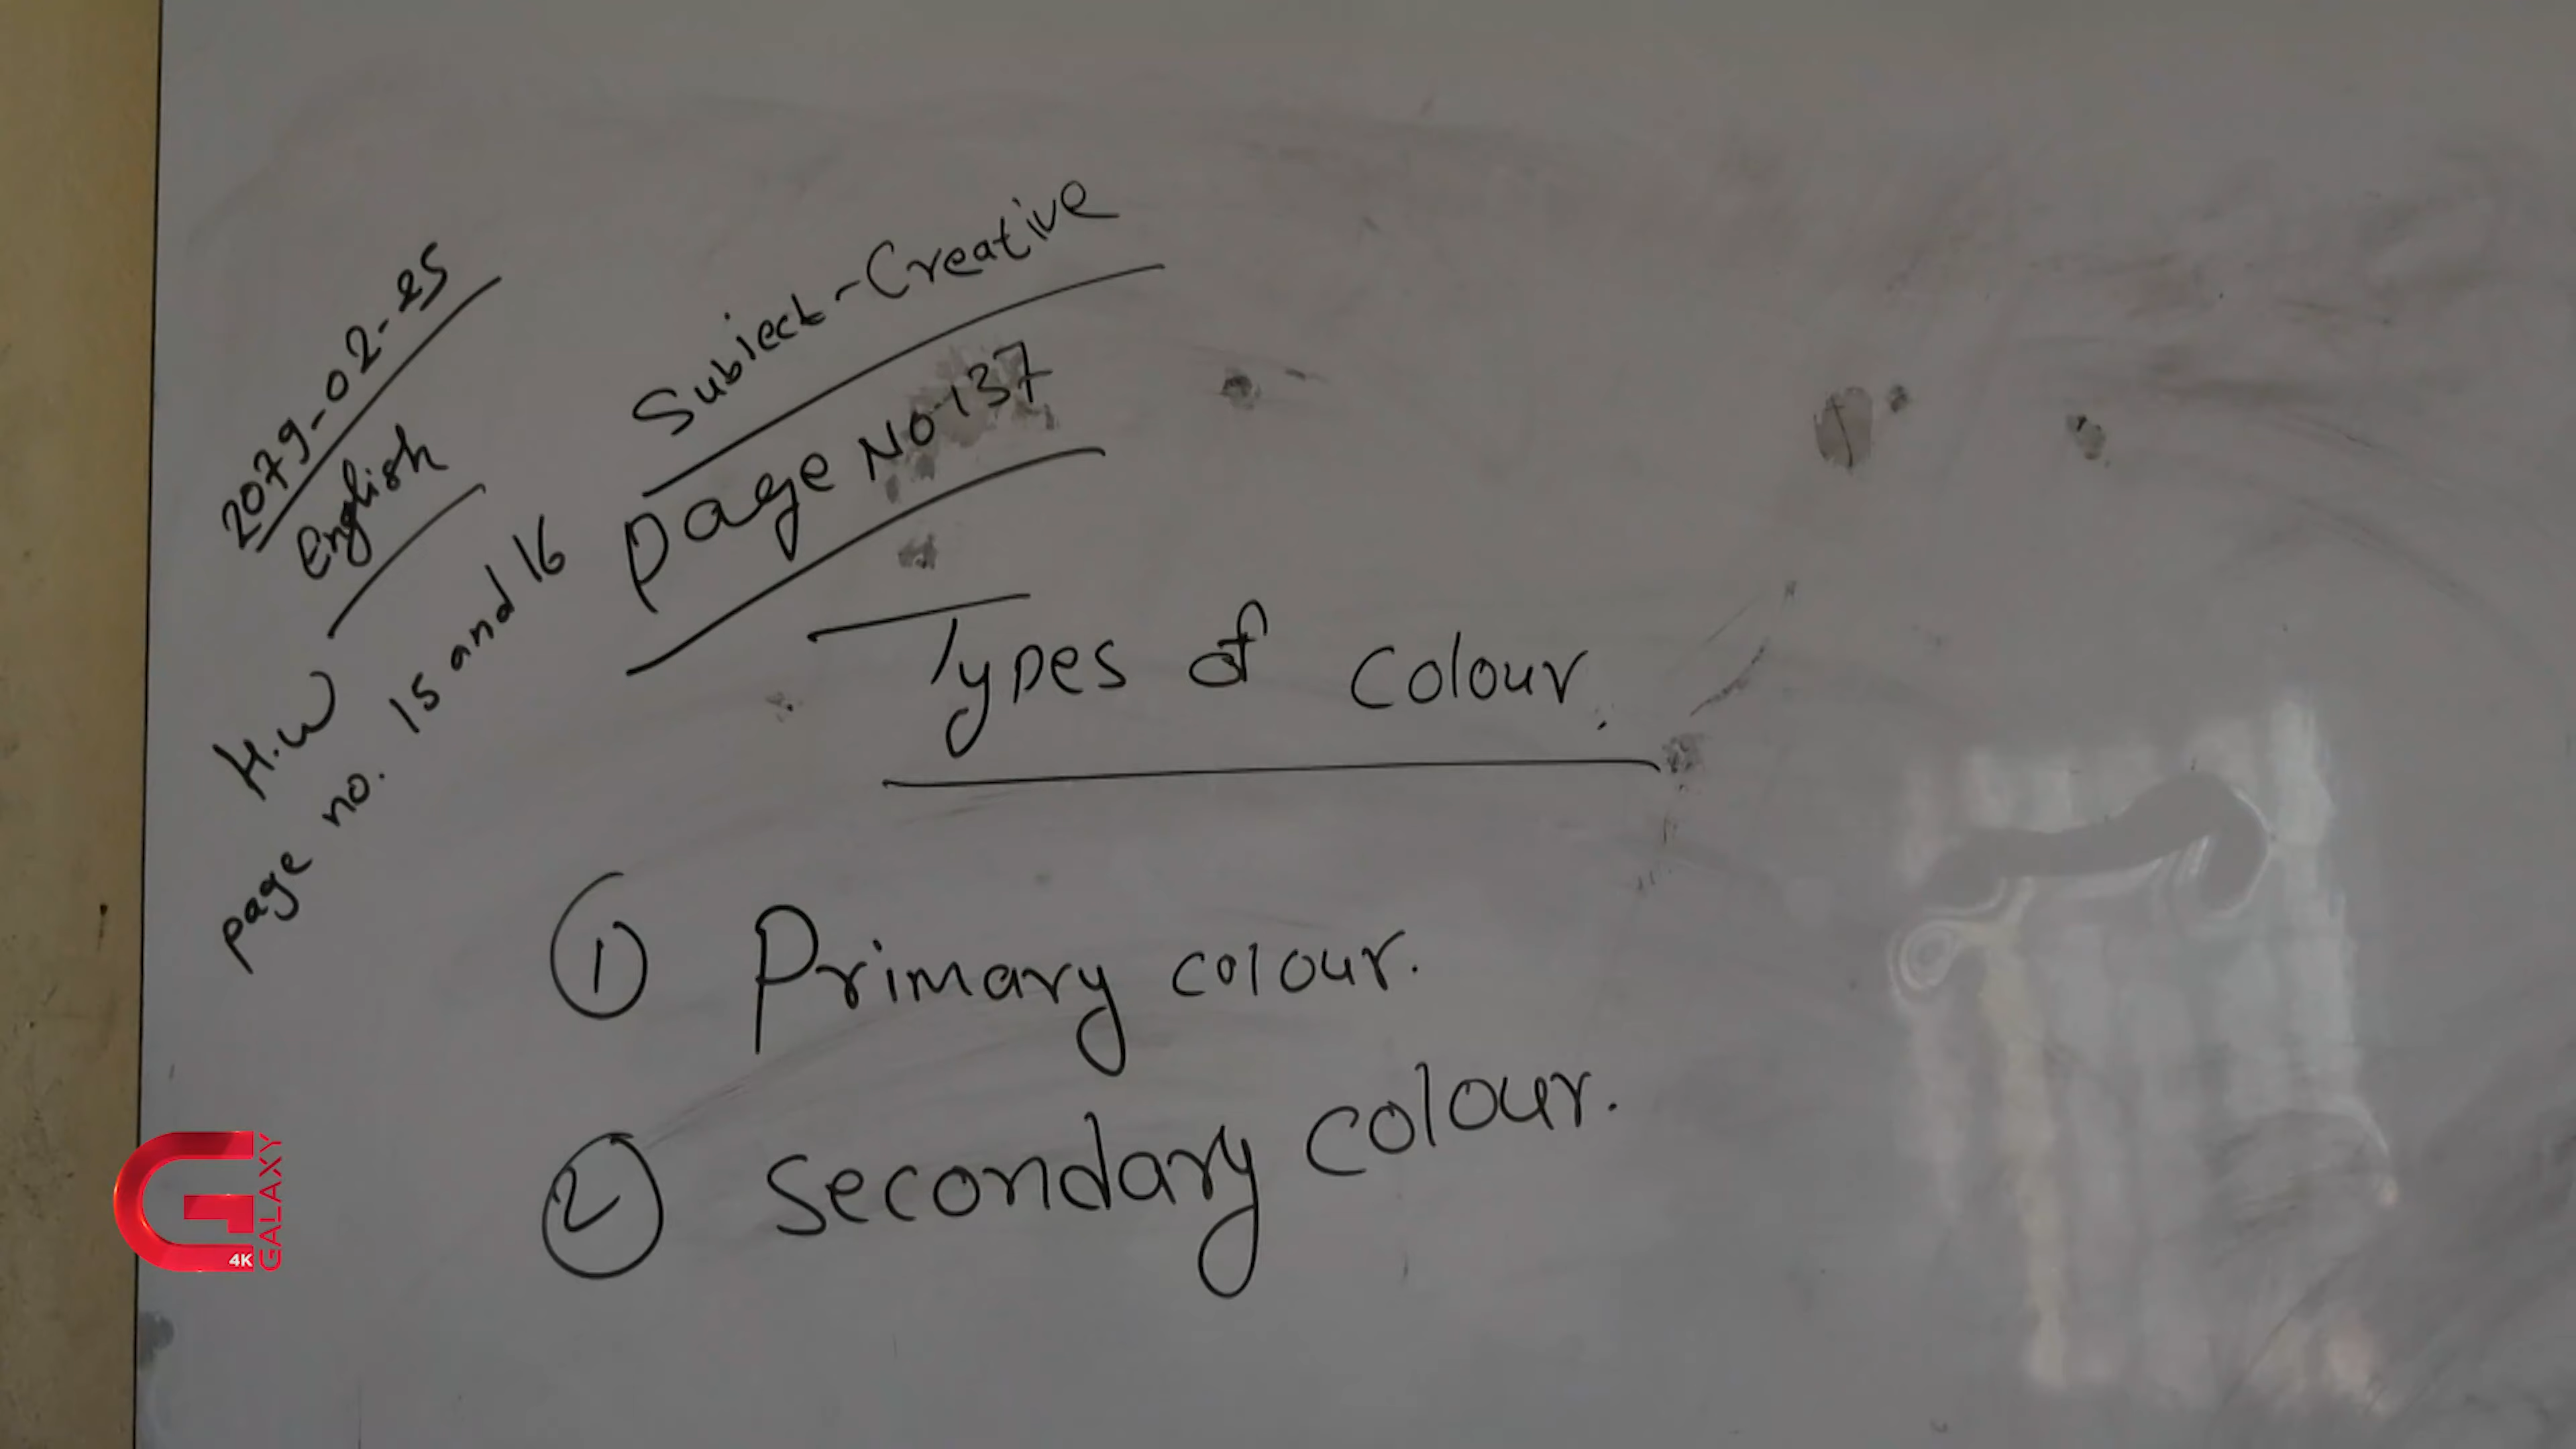 2079-02-25
English
H.W
page no. 15 and 16
Subject-Creative
page No-137
Types of colour.
① Primary colour.
② Secondary colour.
G
4K
GALAXY